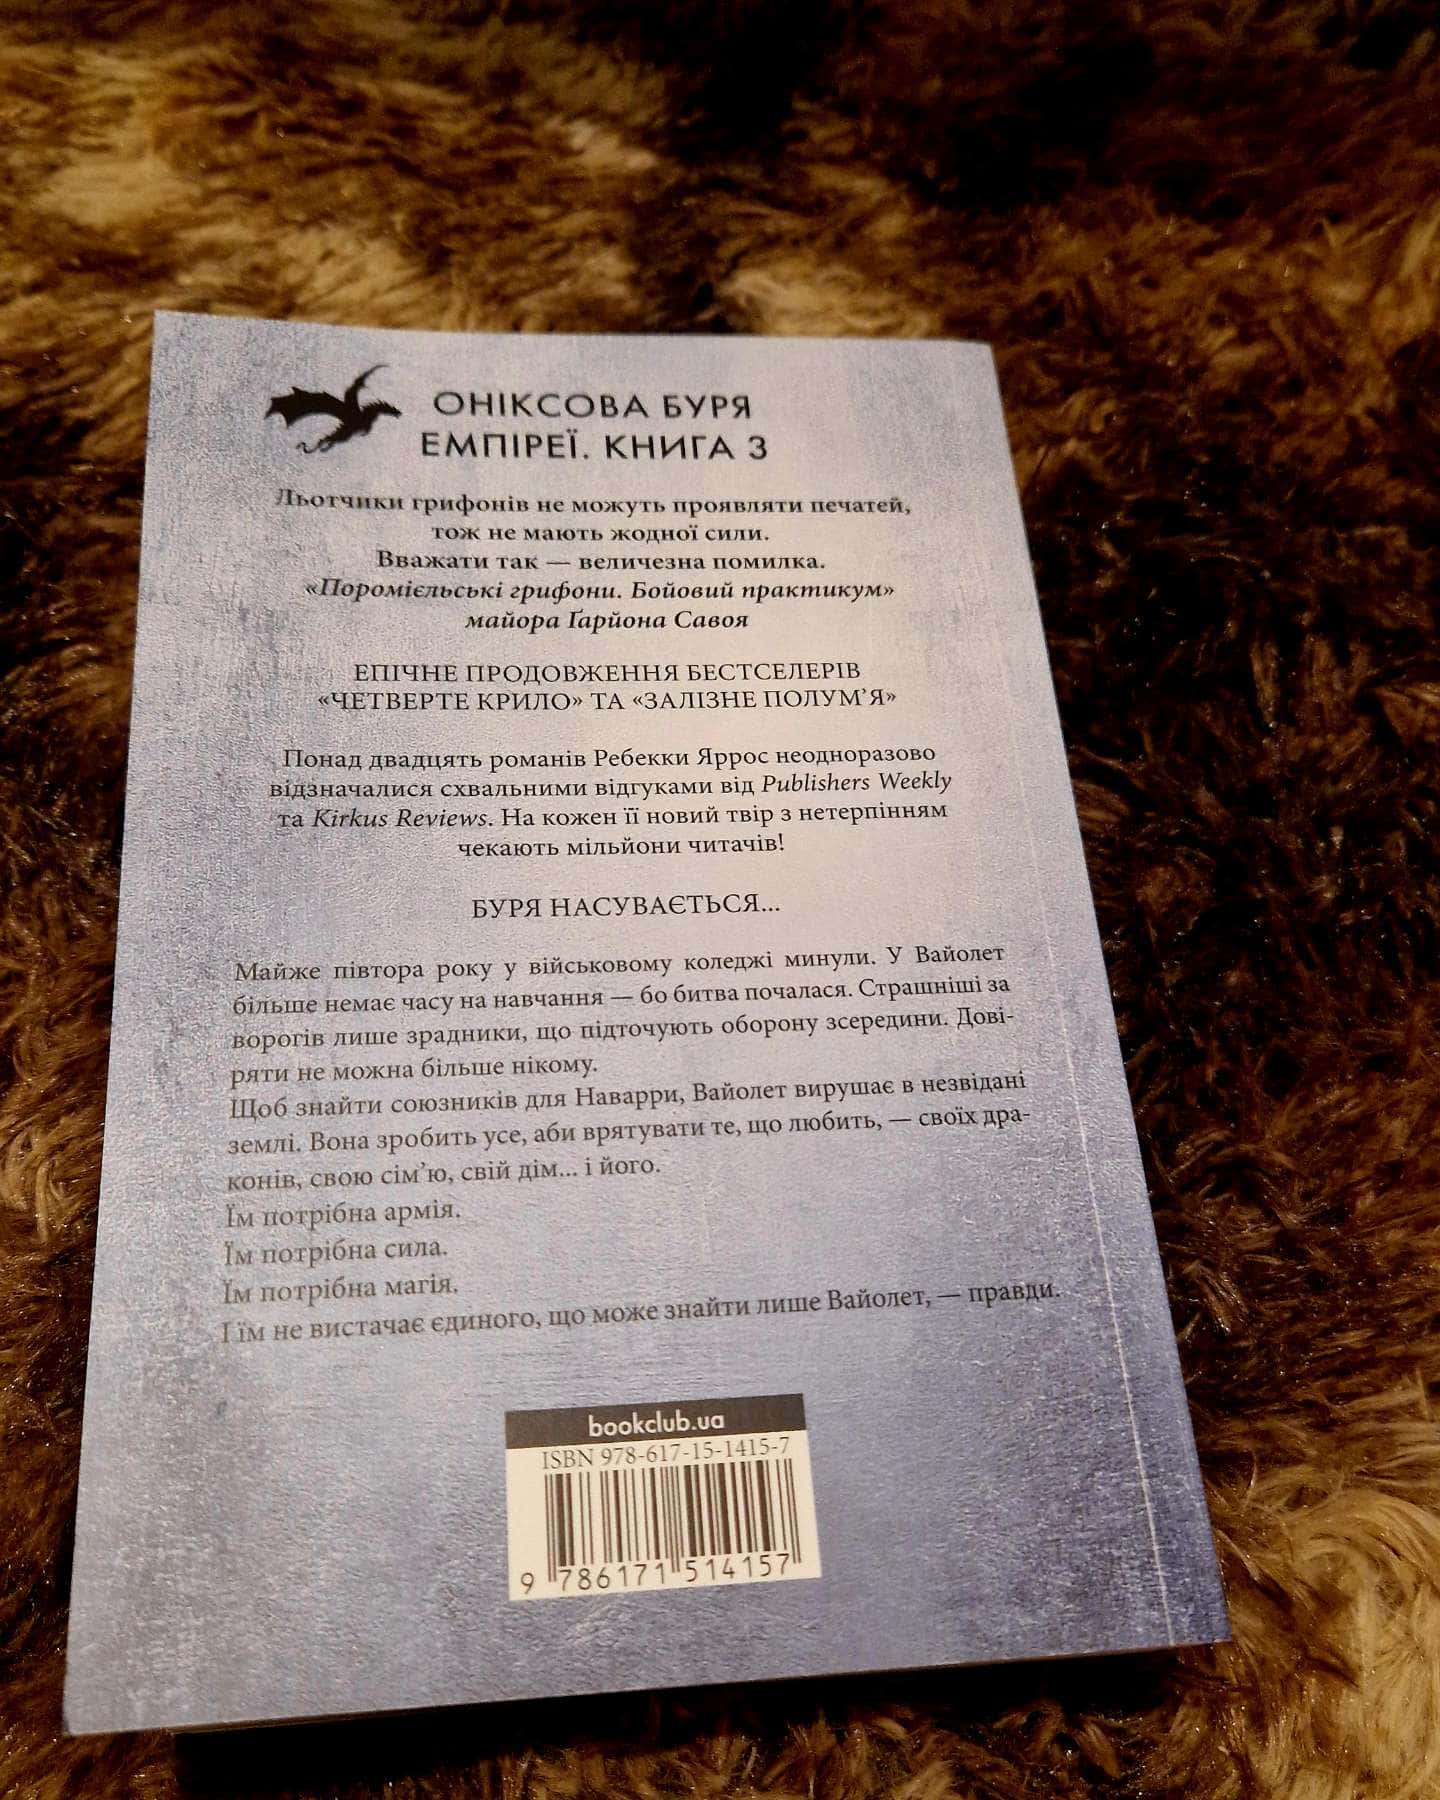 ОНІКСОВА БУРЯ
ЕМПІРЕЇ. КНИГА 3
Льотчики грифонів не можуть проявляти печатей,
тож не мають жодної сили.
Вважати так — величезна помилка.
«Поромієльські грифони. Бойовий практикум»
майора Ґарйона Савоя
ЕПІЧНЕ ПРОДОВЖЕННЯ БЕСТСЕЛЕРІВ
«ЧЕТВЕРТЕ КРИЛО» ТА «ЗАЛІЗНЕ ПОЛУМ’Я»
Понад двадцять романів Ребекки Яррос неодноразово
відзначалися схвальними відгуками від Publishers Weekly
та Kirkus Reviews. На кожен її новий твір з нетерпінням
чекають мільйони читачів!
БУРЯ НАСУВАЄТЬСЯ...
Майже півтора року у військовому коледжі минули. У Вайолет
більше немає часу на навчання — бо битва почалася. Страшніші за
ворогів лише зрадники, що підточують оборону зсередини. Дові-
ряти не можна більше нікому.
Щоб знайти союзників для Наварри, Вайолет вирушає в незвідані
землі. Вона зробить усе, аби врятувати те, що любить, — своїх дра-
конів, свою сім’ю, свій дім... і його.
Їм потрібна армія.
Їм потрібна сила.
Їм потрібна магія.
І їм не вистачає єдиного, що може знайти лише Вайолет, — правди.
bookclub.ua
ISBN 978-617-15-1415-7
9 786171 514157